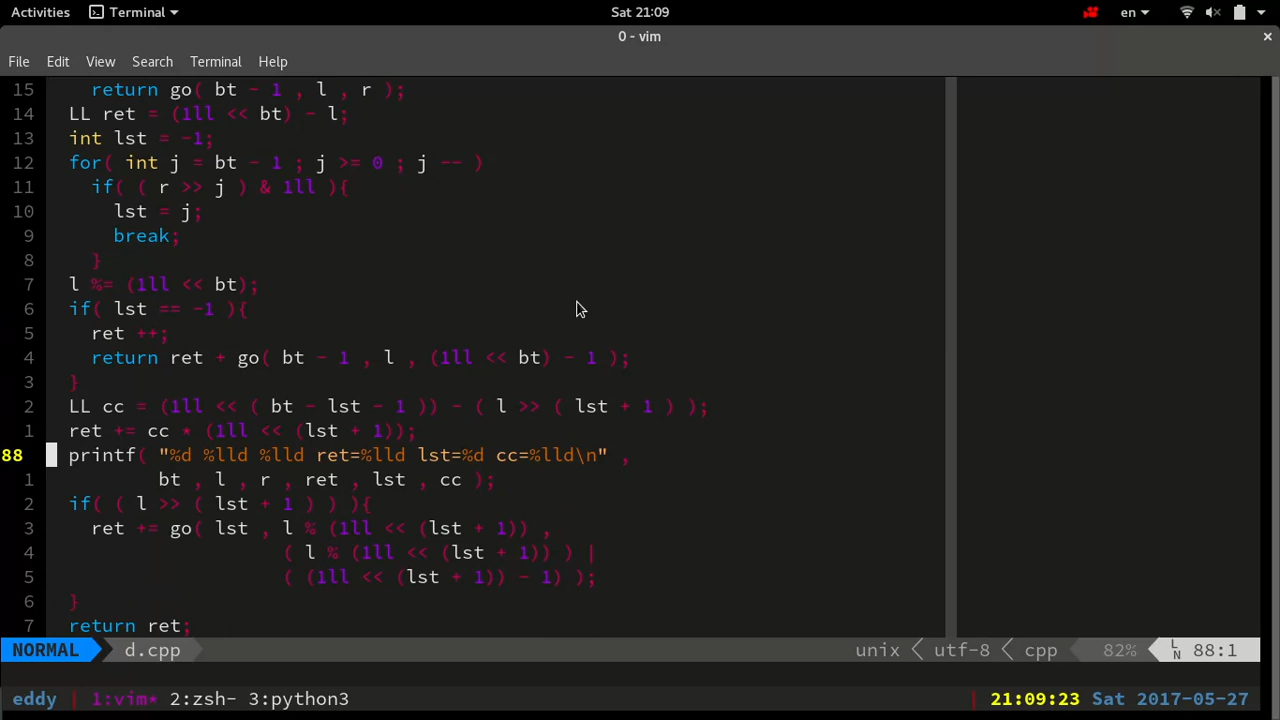 Activities Terminal Sat 21:09 en
0 - vim ×
File Edit View Search Terminal Help
15 return go( bt - 1 , l , r );
14 LL ret = (1ll << bt) - l;
13 int lst = -1;
12 for( int j = bt - 1 ; j >= 0 ; j -- )
11 if( ( r >> j ) & 1ll ){
10 lst = j;
9 break;
8 }
7 l %= (1ll << bt);
6 if( lst == -1 ){
5 ret ++;
4 return ret + go( bt - 1 , l , (1ll << bt) - 1 );
3 }
2 LL cc = (1ll << ( bt - lst - 1 )) - ( l >> ( lst + 1 ) );
1 ret += cc * (1ll << (lst + 1));
88 printf( "%d %lld %lld ret=%lld lst=%d cc=%lld\n" ,
1 bt , l , r , ret , lst , cc );
2 if( ( l >> ( lst + 1 ) ) ){
3 ret += go( lst , l % (1ll << (lst + 1)) ,
4 ( l % (1ll << (lst + 1)) ) |
5 ( (1ll << (lst + 1)) - 1) );
6 }
7 return ret;
NORMAL d.cpp unix < utf-8 < cpp 82% LN 88:1
eddy | 1:vim* 2:zsh- 3:python3 | 21:09:23 Sat 2017-05-27